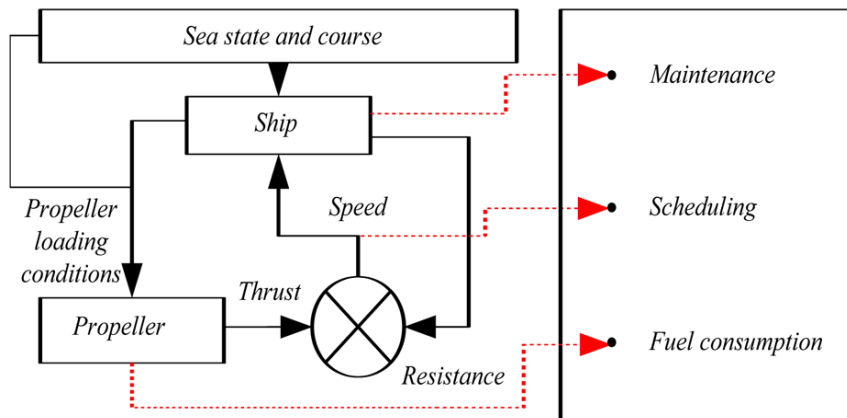 Sea state and course
Maintenance
Ship
Speed
Scheduling
Propeller
loading
conditions
Thrust
Propeller
Fuel consumption
Resistance